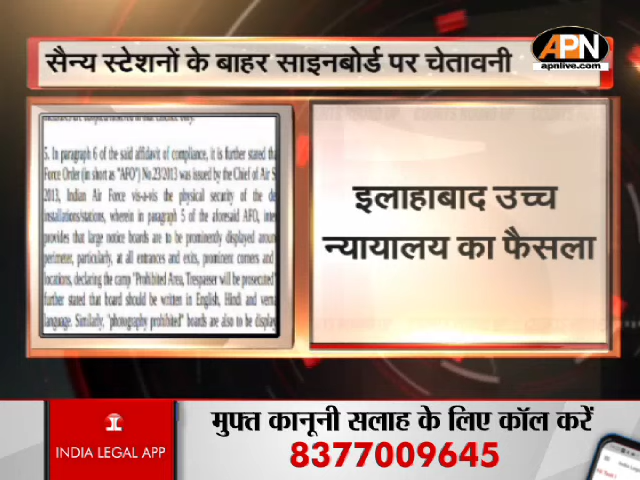 सैन्य स्टेशनों के बाहर साइनबोर्ड पर चेतावनी
APN
apnlive.com
5. In paragraph 6 of the said affidavit of compliance, it is further stated tha
Force Order (in short as "AFO") No.23/2013 was issued by the Chief of Air S
2013, Indian Air Force vis-a-vis the physical security of the de
installations/stations, wherein in paragraph 5 of the aforesaid AFO, inter
provides that large notice boards are to be prominently displayed aroun
perimeter, particularly, at all entrances and exits, prominent corners and
locations, declaring the camp "Prohibited Area, Trespasser will be prosecuted"
further stated that board should be written in English, Hindi and verna
language. Similarly, "photography prohibited" boards are also to be display
इलाहाबाद उच्च
न्यायालय का फैसला
INDIA LEGAL APP
मुफ्त कानूनी सलाह के लिए कॉल करें
8377009645